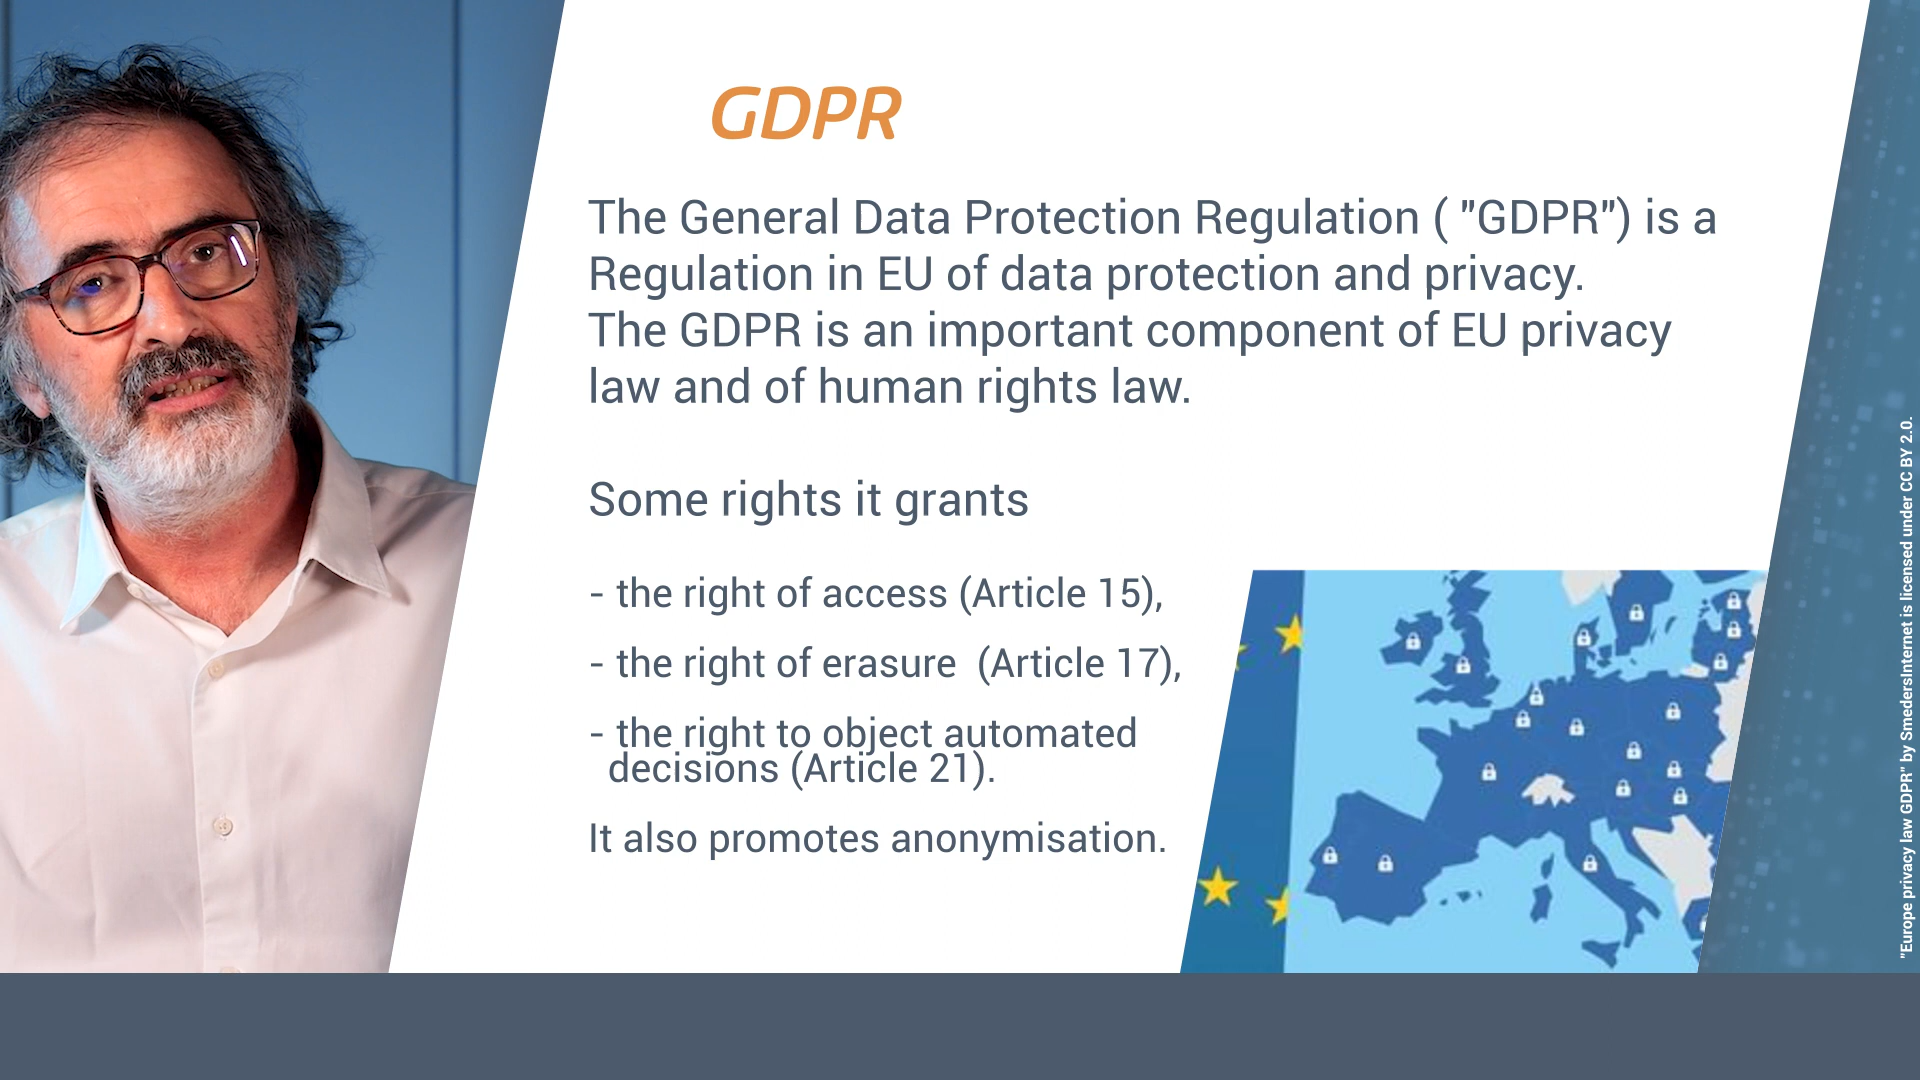 GDPR
The General Data Protection Regulation ( "GDPR") is a
Regulation in EU of data protection and privacy.
The GDPR is an important component of EU privacy
law and of human rights law.
Some rights it grants
- the right of access (Article 15),
- the right of erasure  (Article 17),
- the right to object automated
decisions (Article 21).
It also promotes anonymisation.
"Europe privacy law GDPR" by SmedersInternet is licensed under CC BY 2.0.